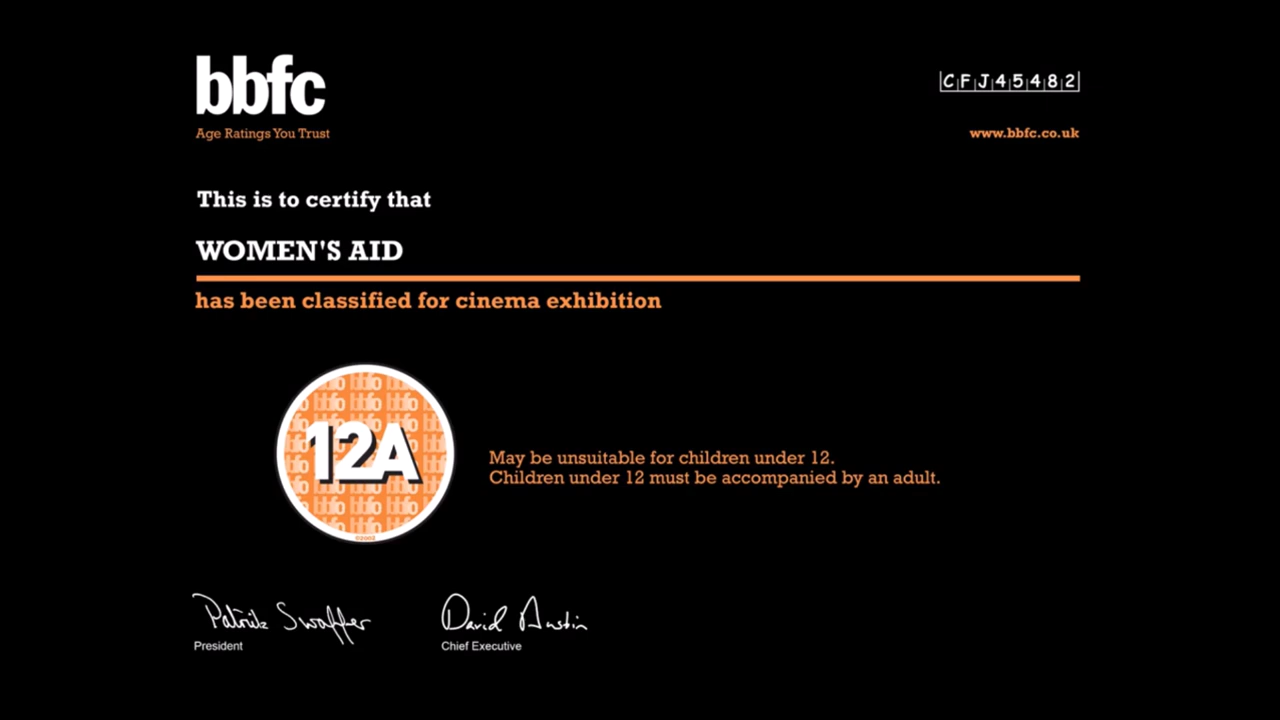 bbfc
Age Ratings You Trust
CFJ45482
www.bbfc.co.uk
This is to certify that
WOMEN'S AID
has been classified for cinema exhibition
12A
May be unsuitable for children under 12.
Children under 12 must be accompanied by an adult.
Patrick Swaffer
David Austin
President
Chief Executive